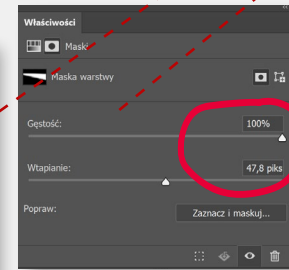 Właściwości
Maski
Maska warstwy
Gęstość: 100%
Wtapianie: 47,8 piks
Popraw: Zaznacz i maskuj...